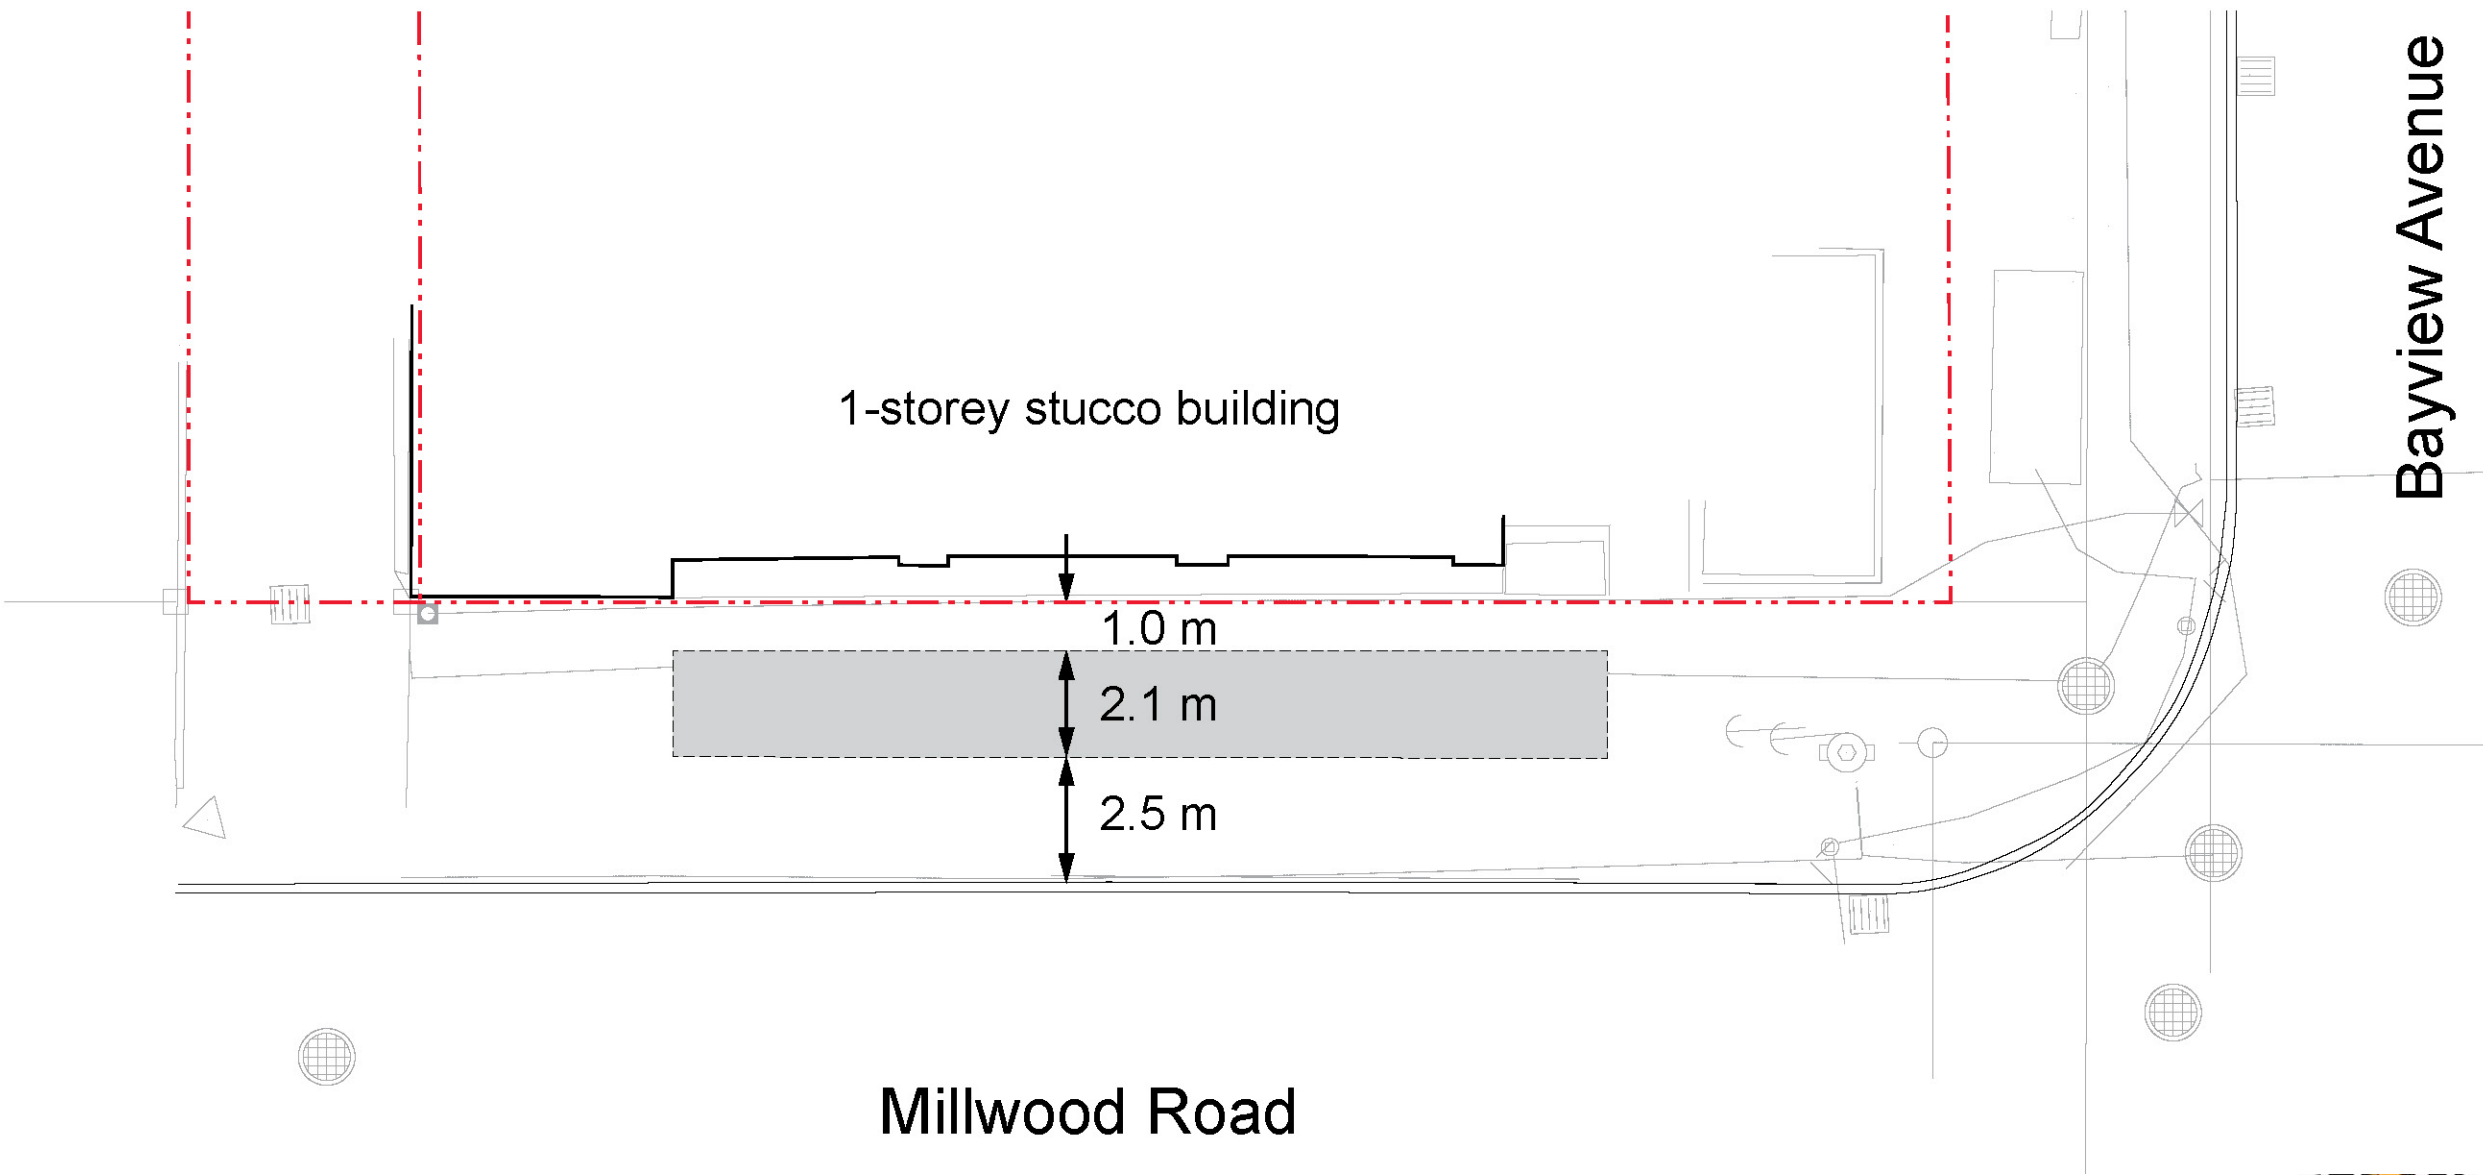 Bayview Avenue
1-storey stucco building
1.0 m
2.1 m
2.5 m
Millwood Road